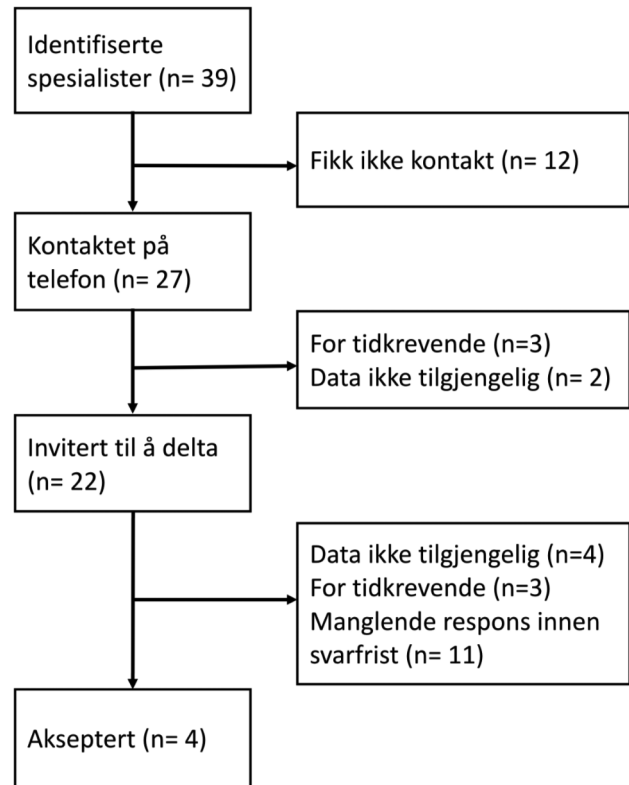 Identifiserte
spesialister (n= 39)
Fikk ikke kontakt (n= 12)
Kontaktet på
telefon (n= 27)
For tidkrevende (n=3)
Data ikke tilgjengelig (n= 2)
Invitert til å delta
(n= 22)
Data ikke tilgjengelig (n=4)
For tidkrevende (n=3)
Manglende respons innen
svarfrist (n= 11)
Akseptert (n= 4)